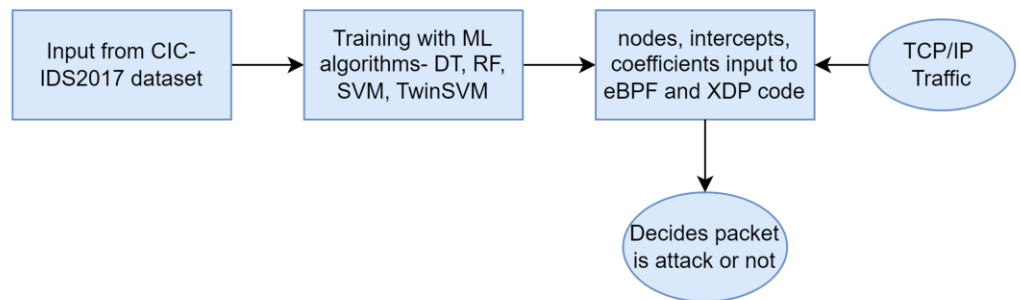 Input from CIC-
IDS2017 dataset
Training with ML
algorithms- DT, RF,
SVM, TwinSVM
nodes, intercepts,
coefficients input to
eBPF and XDP code
TCP/IP
Traffic
Decides packet
is attack or not